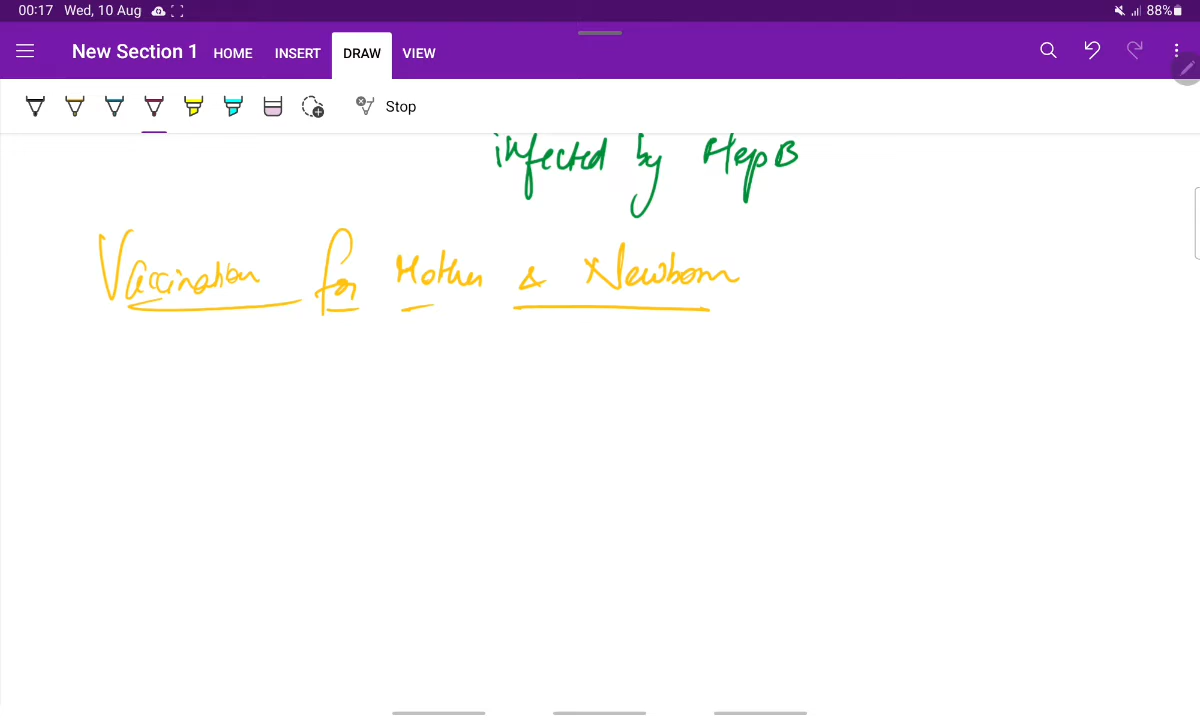 00:17 Wed, 10 Aug 88%
New Section 1 HOME INSERT DRAW VIEW
Stop
infected by Hep B
Vaccination for Mother & Newborn